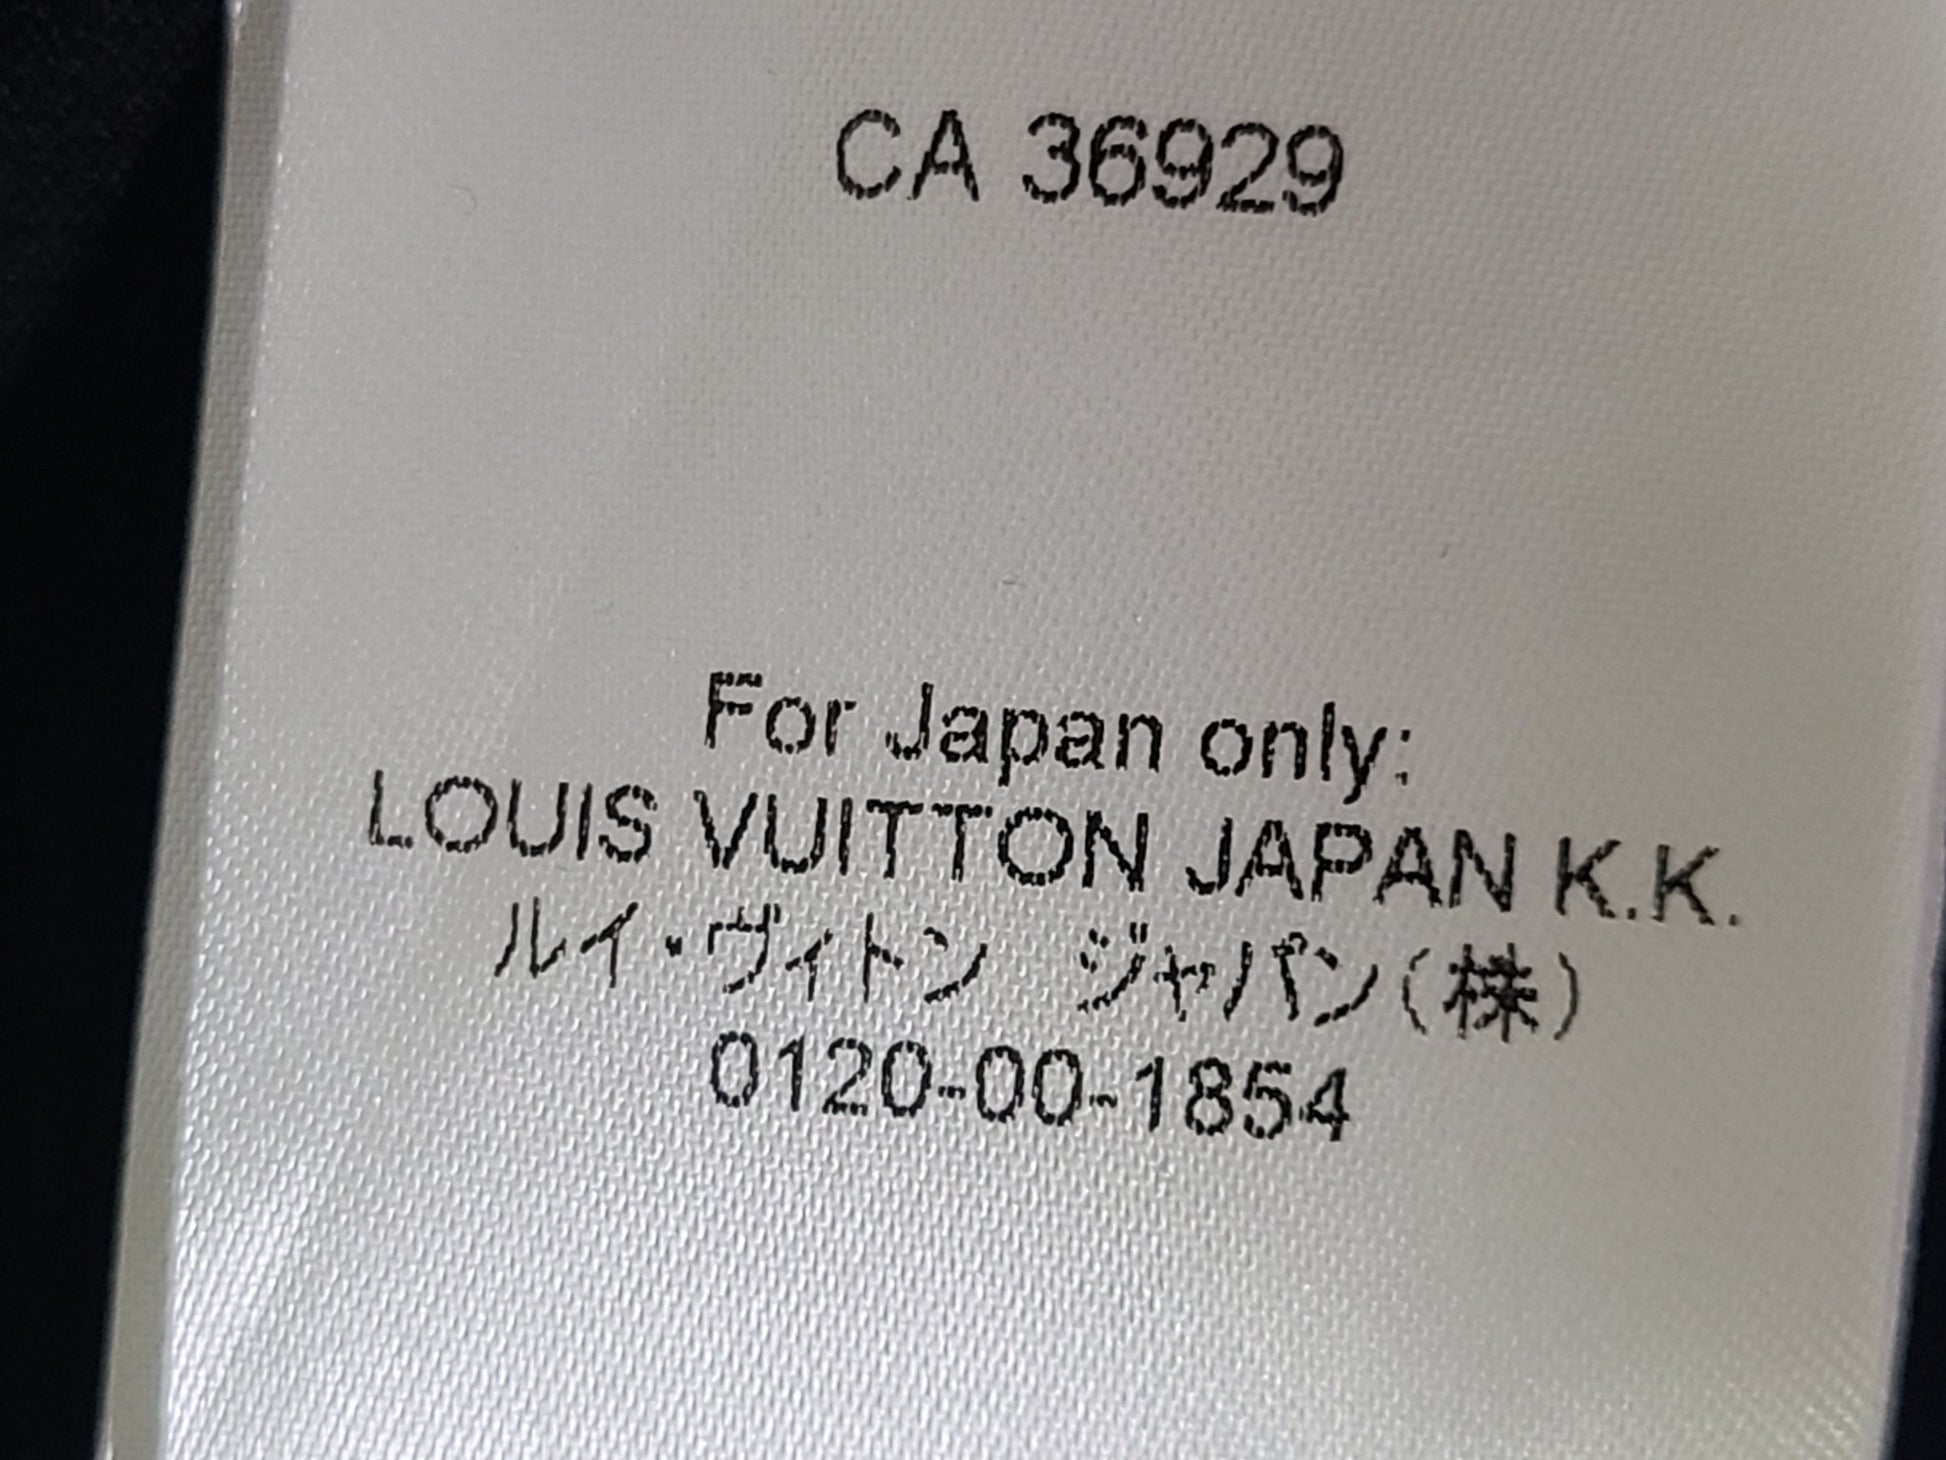 CA 36929
For Japan only:
LOUIS VUITTON JAPAN K.K.
ルイ・ヴィトン　ジャパン(株)
0120-00-1854